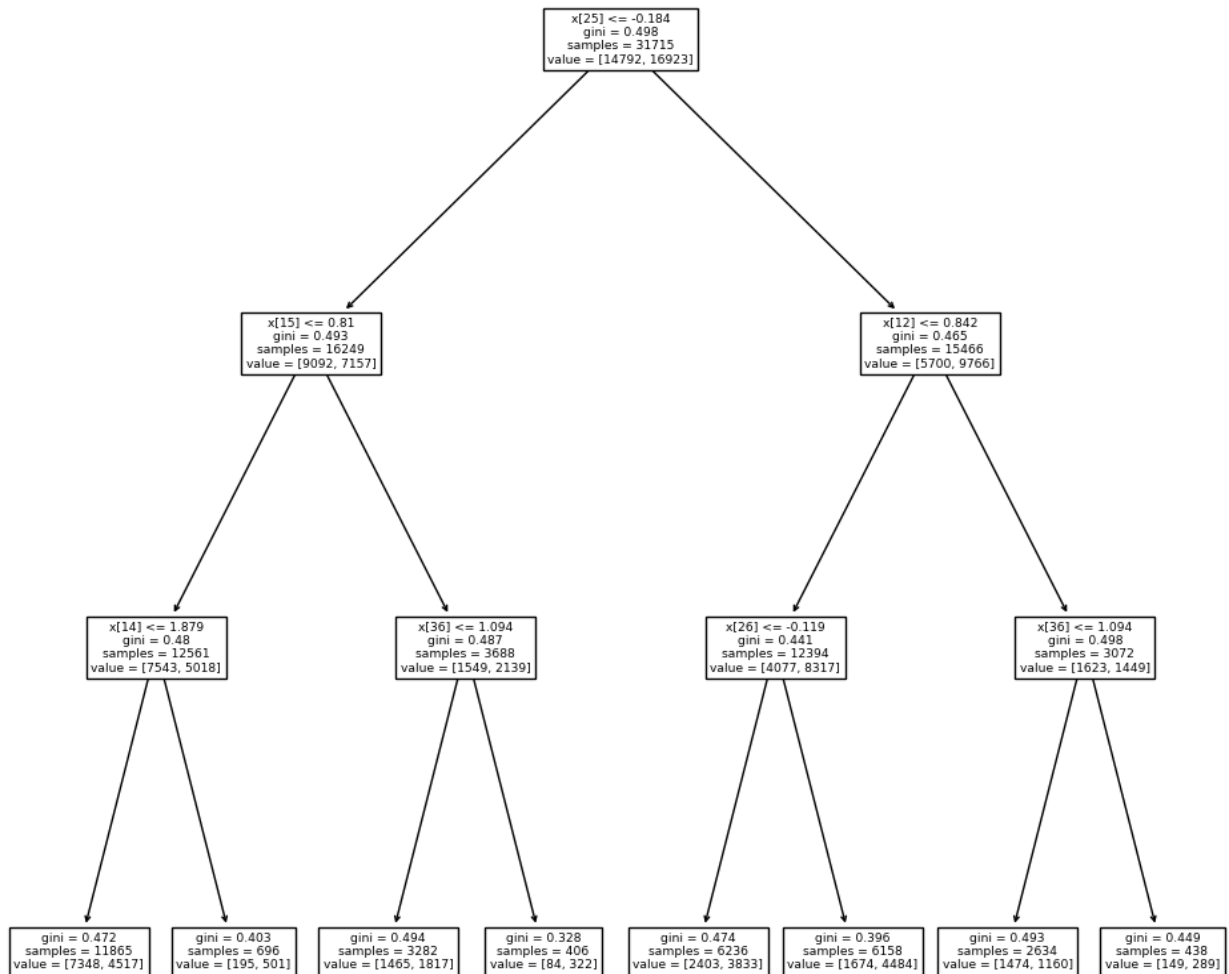 x[25] <= -0.184
gini = 0.498
samples = 31715
value = [14792, 16923]
x[15] <= 0.81
gini = 0.493
samples = 16249
value = [9092, 7157]
x[12] <= 0.842
gini = 0.465
samples = 15466
value = [5700, 9766]
x[14] <= 1.879
gini = 0.48
samples = 12561
value = [7543, 5018]
x[36] <= 1.094
gini = 0.487
samples = 3688
value = [1549, 2139]
x[26] <= -0.119
gini = 0.441
samples = 12394
value = [4077, 8317]
x[36] <= 1.094
gini = 0.498
samples = 3072
value = [1623, 1449]
gini = 0.472
samples = 11865
value = [7348, 4517]
gini = 0.403
samples = 696
value = [195, 501]
gini = 0.494
samples = 3282
value = [1465, 1817]
gini = 0.328
samples = 406
value = [84, 322]
gini = 0.474
samples = 6236
value = [2403, 3833]
gini = 0.396
samples = 6158
value = [1674, 4484]
gini = 0.493
samples = 2634
value = [1474, 1160]
gini = 0.449
samples = 438
value = [149, 289]